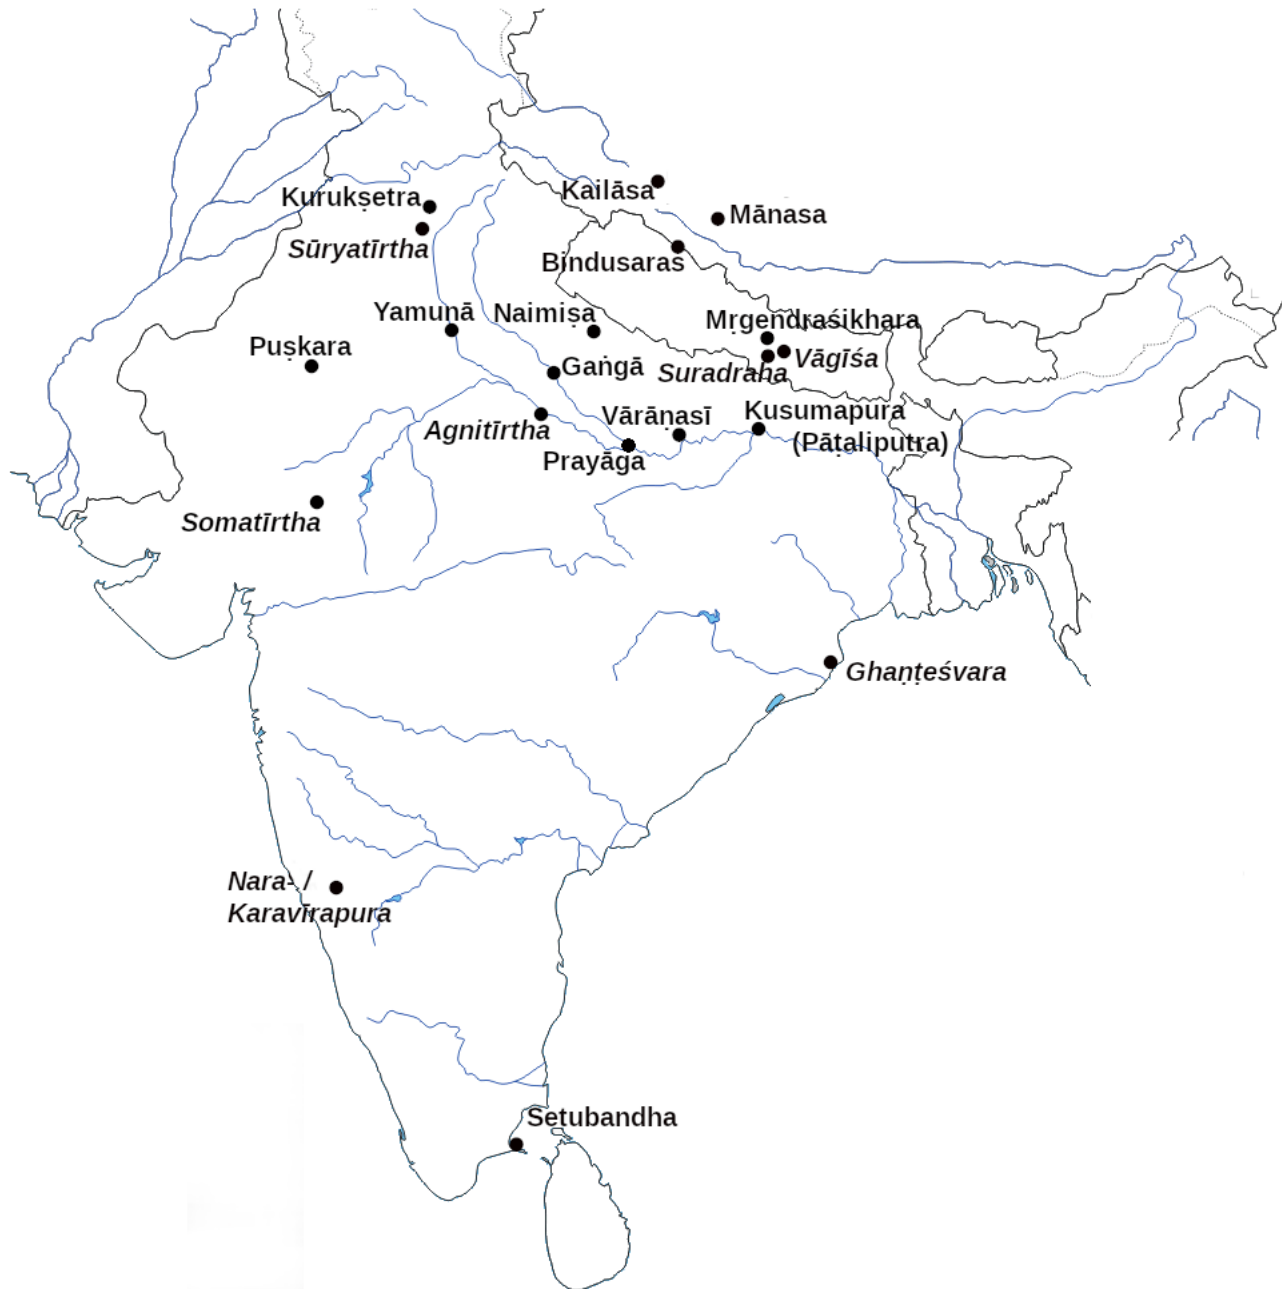 Kailāsa
Kurukṣetra
Mānasa
Sūryatīrtha
Bindusaras
Yamunā
Naimiṣa
Mṛgendraśikhara
Puṣkara
Vāgīśa
Gaṅgā
Suradraha
Vārāṇasī
Kusumapura
(Pāṭaliputra)
Agnitīrtha
Prayāga
Somatīrtha
Ghaṇṭeśvara
Nara- /
Karavīrapura
Setubandha